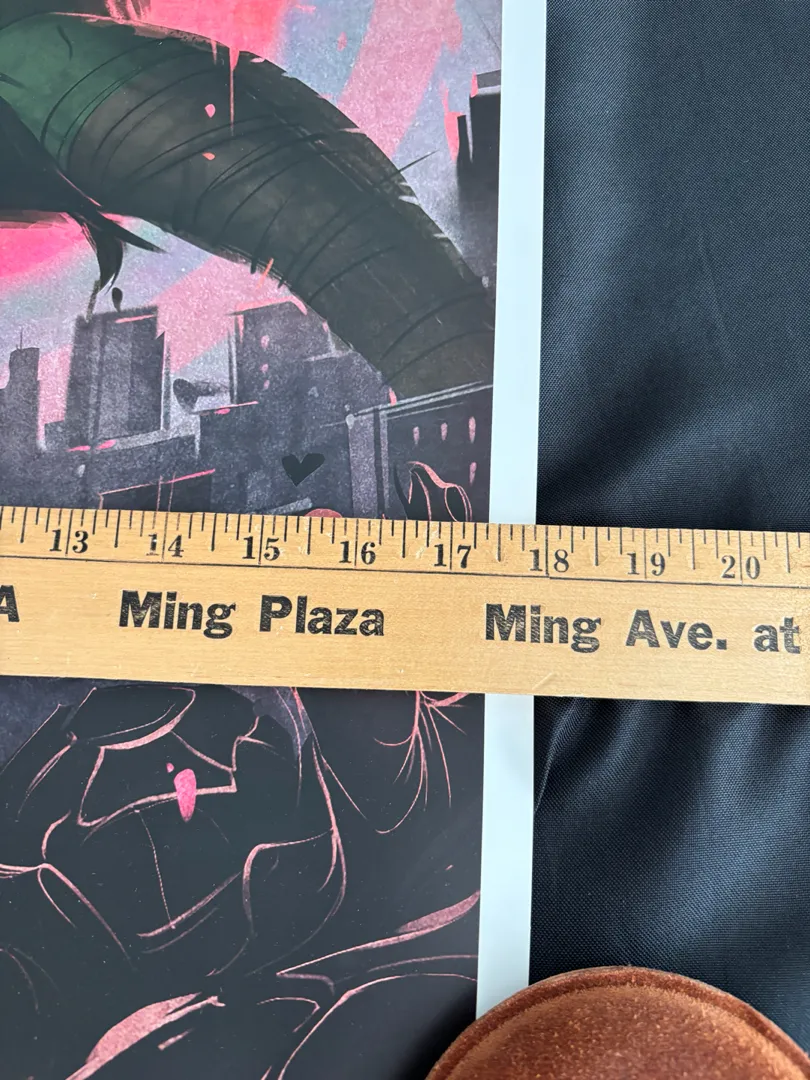 13 14 15 16 17 18 19 20
A Ming Plaza Ming Ave. at